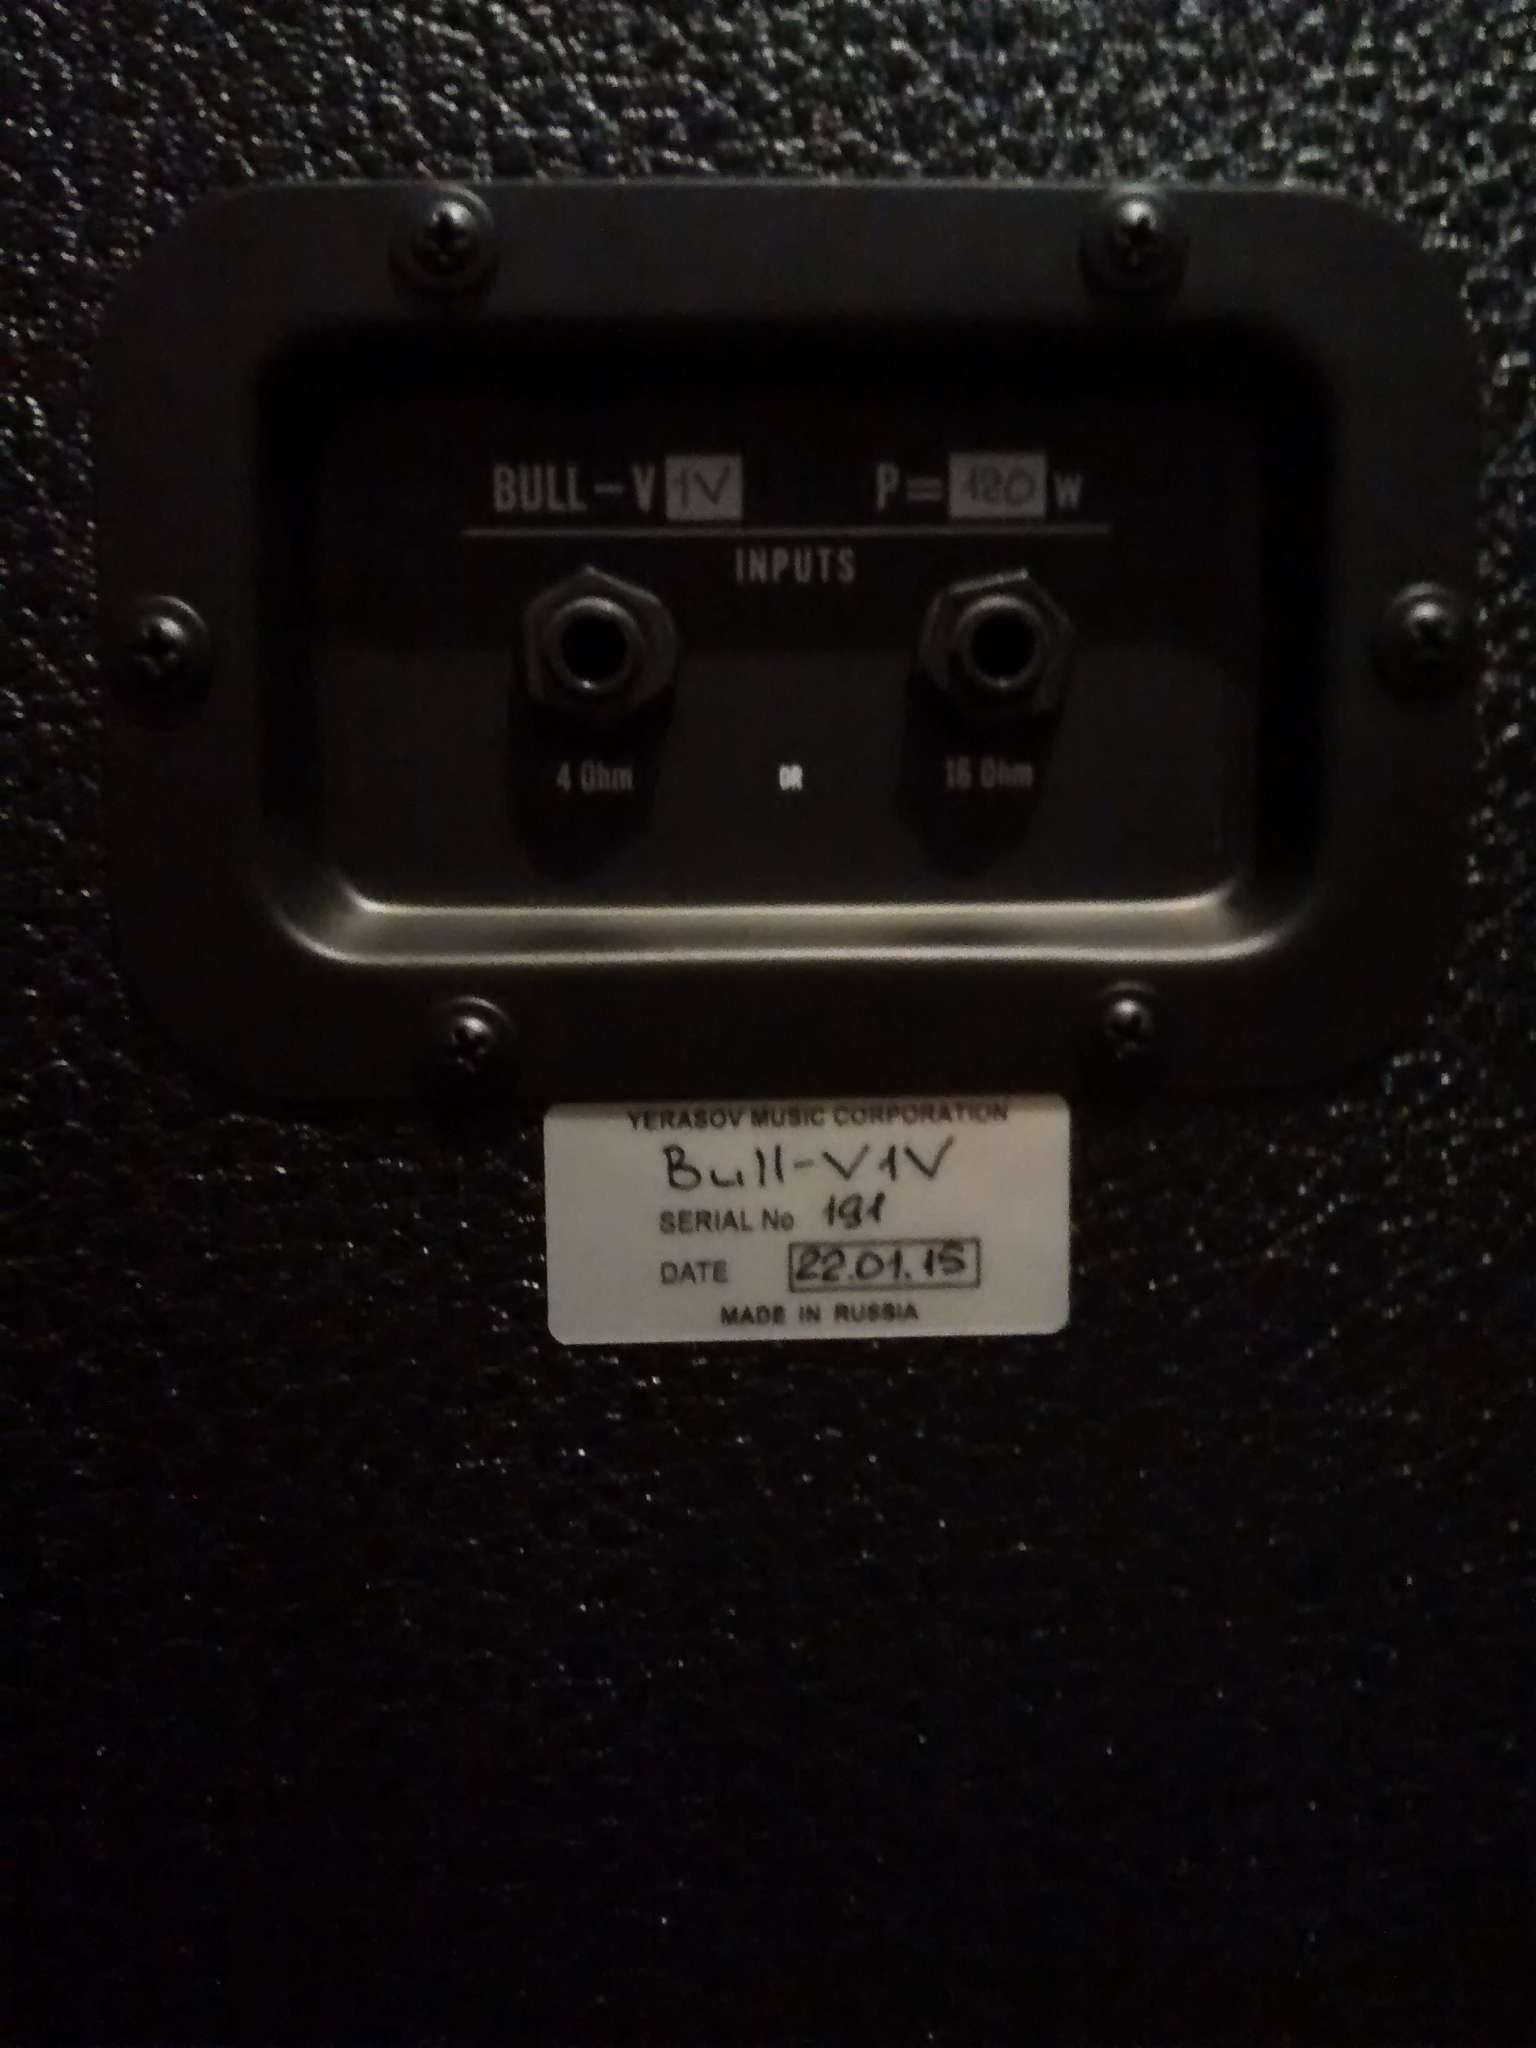 BULL-V 1V P= 120 W
INPUTS
4 Ohm OR 16 Ohm
YERASOV MUSIC CORPORATION
Bull-V1V
SERIAL No 191
DATE 22.01.15
MADE IN RUSSIA